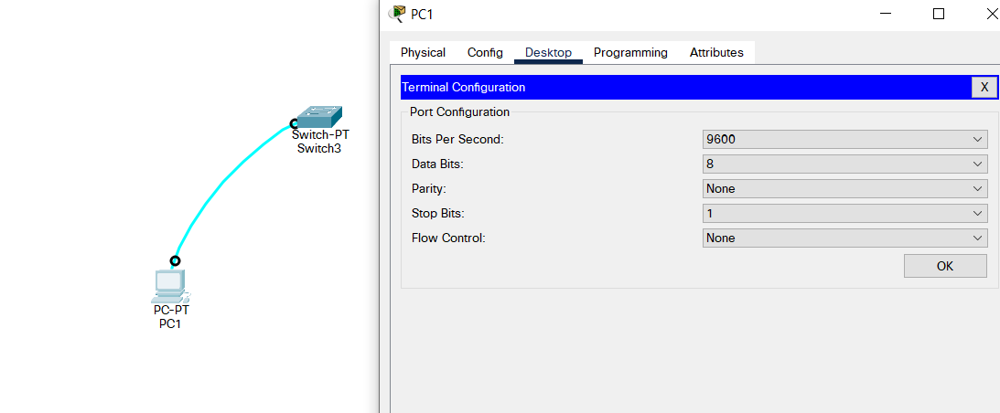 PC1
Physical Config Desktop Programming Attributes
Terminal Configuration X
Port Configuration
Bits Per Second: 9600
Data Bits: 8
Parity: None
Stop Bits: 1
Flow Control: None
OK
Switch-PT
Switch3
PC-PT
PC1